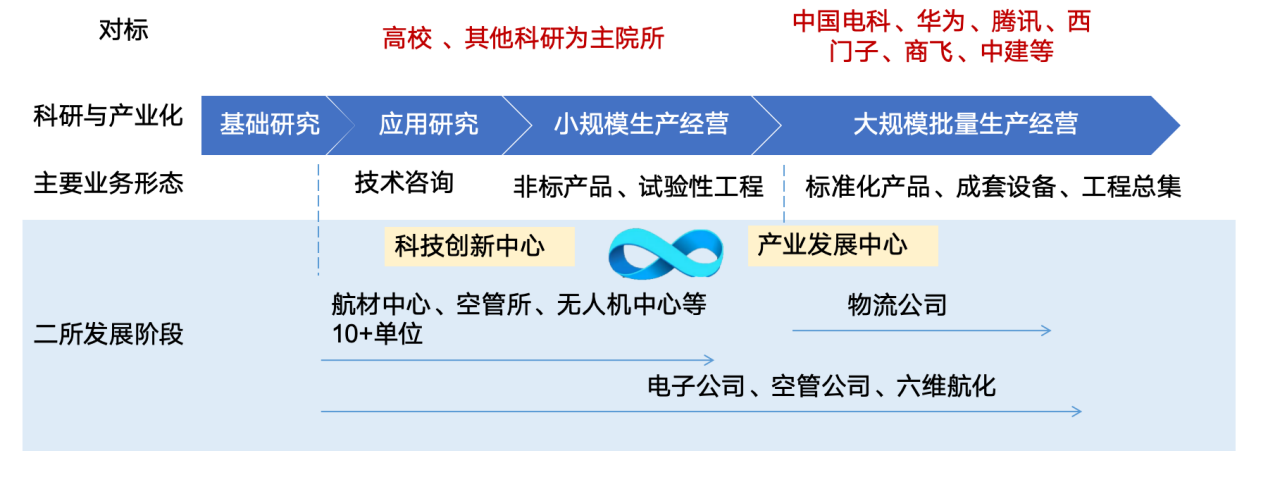 对标
高校 、其他科研为主院所
中国电科、华为、腾讯、西
门子、商飞、中建等
科研与产业化
基础研究
应用研究
小规模生产经营
大规模批量生产经营
主要业务形态
技术咨询
非标产品、试验性工程
标准化产品、成套设备、工程总集
科技创新中心
产业发展中心
二所发展阶段
航材中心、空管所、无人机中心等
10+单位
物流公司
电子公司、空管公司、六维航化